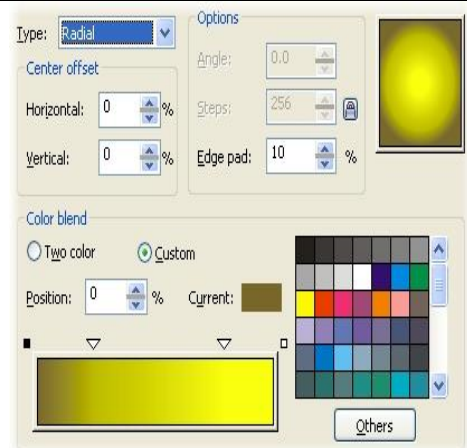 Type: Radial
Center offset
Horizontal: 0 %
Vertical: 0 %
Options
Angle: 0.0
Steps: 256
Edge pad: 10 %
Color blend
Two color Custom
Position: 0 % Current:
Others